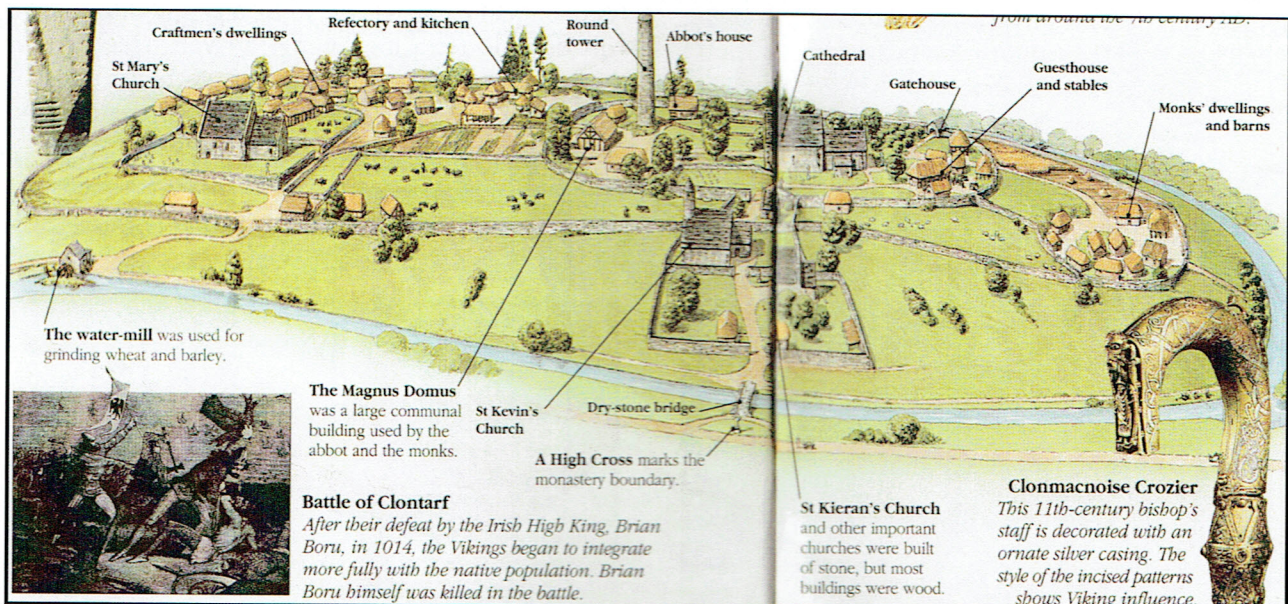 from around the 7th century AD.
Craftmen's dwellings
Refectory and kitchen
Round
tower
Abbot's house
St Mary's
Church
Cathedral
Gatehouse
Guesthouse
and stables
Monks' dwellings
and barns
The water-mill was used for
grinding wheat and barley.
The Magnus Domus
was a large communal
building used by the
abbot and the monks.
St Kevin's
Church
Dry-stone bridge
A High Cross marks the
monastery boundary.
Battle of Clontarf
After their defeat by the Irish High King, Brian
Boru, in 1014, the Vikings began to integrate
more fully with the native population. Brian
Boru himself was killed in the battle.
St Kieran's Church
and other important
churches were built
of stone, but most
buildings were wood.
Clonmacnoise Crozier
This 11th-century bishop's
staff is decorated with an
ornate silver casing. The
style of the incised patterns
shows Viking influence.